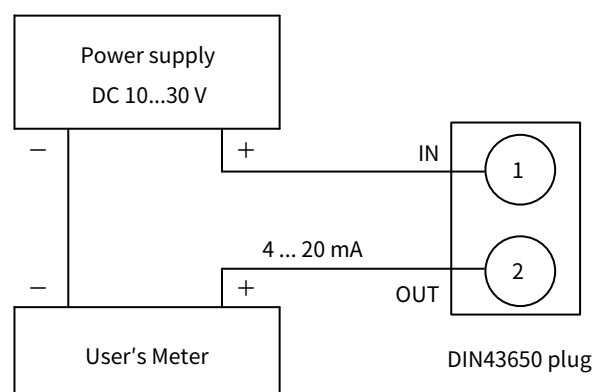 Power supply
DC 10...30 V
— +
IN
1
4 ... 20 mA
2
— +
OUT
User's Meter
DIN43650 plug